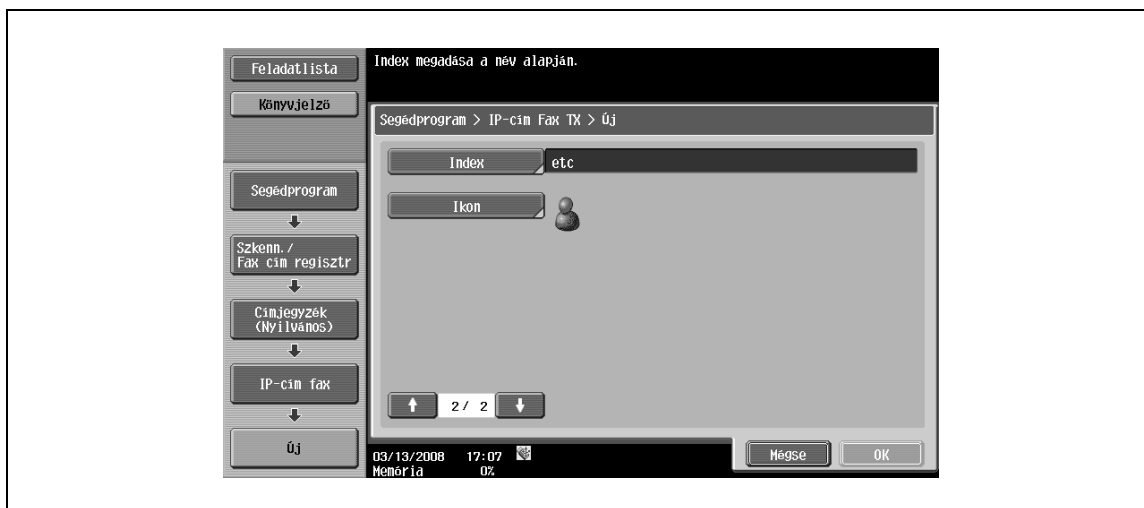 Feladatlista
Könyvjelző
Index megadása a név alapján.
Segédprogram > IP-cím Fax TX > Új
Index
etc
Ikon
Segédprogram
Szkenn./
Fax cím regisztr
Címjegyzék
(Nyilvános)
IP-cím fax
Új
2/ 2
03/13/2008 17:07
Memória 0%
Mégse
OK